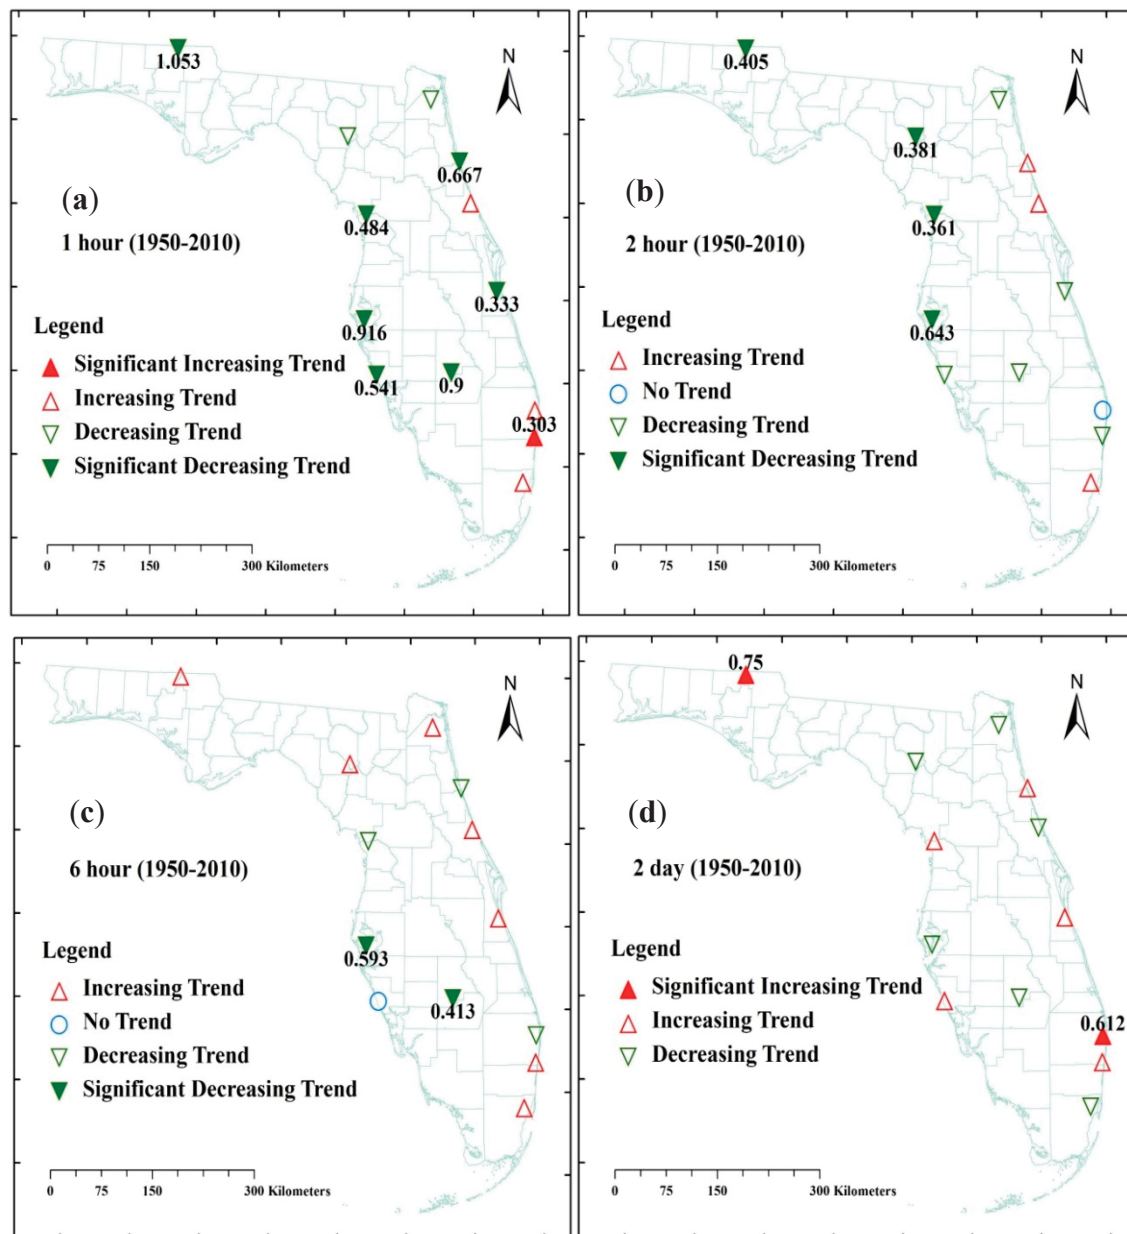 N
1.053
0.667
(a)
0.484
1 hour (1950-2010)
0.333
0.916
Legend
Significant Increasing Trend
0.541
0.9
Increasing Trend
0.303
Decreasing Trend
Significant Decreasing Trend
0 75 150 300 Kilometers
N
0.405
0.381
(b)
0.361
2 hour (1950-2010)
Legend
0.643
Increasing Trend
No Trend
Decreasing Trend
Significant Decreasing Trend
0 75 150 300 Kilometers
N
(c)
6 hour (1950-2010)
Legend
0.593
Increasing Trend
0.413
No Trend
Decreasing Trend
Significant Decreasing Trend
0 75 150 300 Kilometers
0.75
N
(d)
2 day (1950-2010)
Legend
Significant Increasing Trend
Increasing Trend
0.612
Decreasing Trend
0 75 150 300 Kilometers